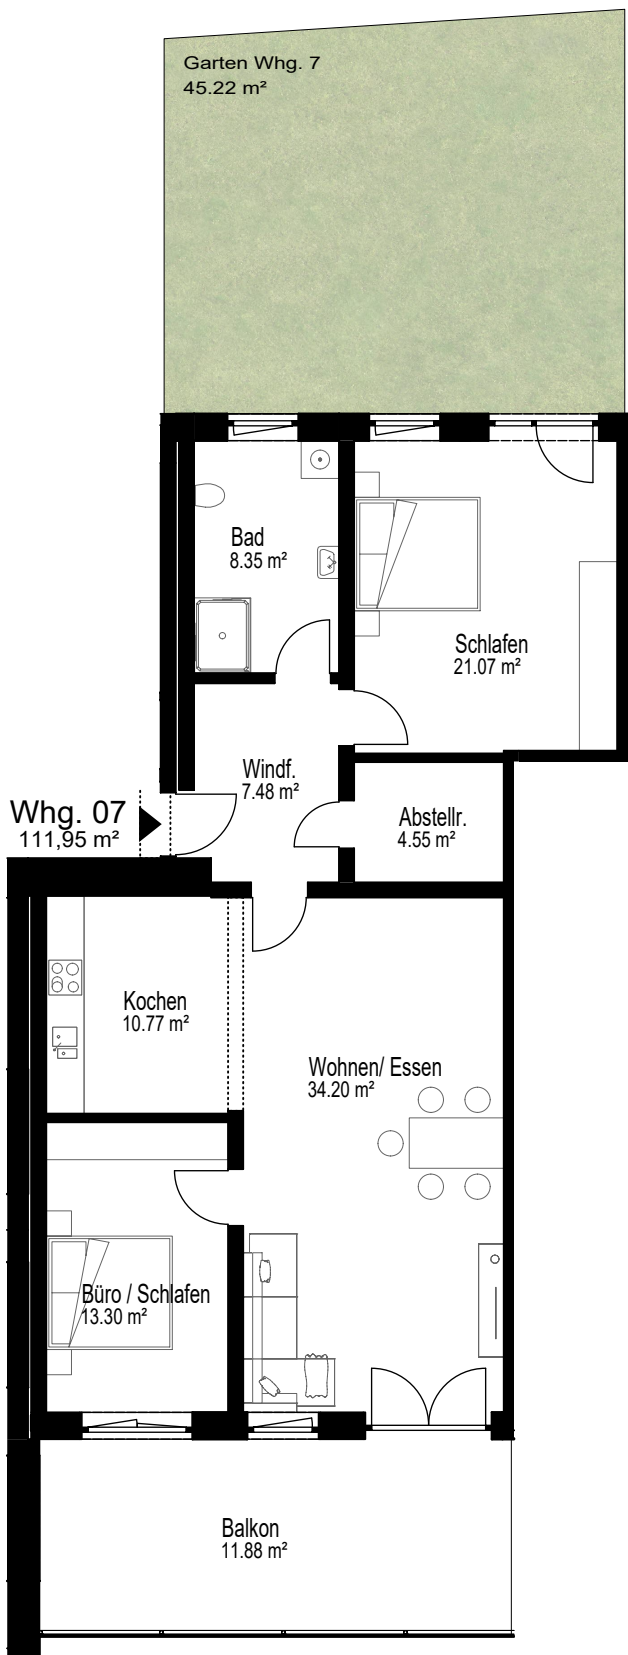 Garten Whg. 7
45.22 m²
Bad
8.35 m²
Schlafen
21.07 m²
Windf.
7.48 m²
Whg. 07
111,95 m²
Abstellr.
4.55 m²
Kochen
10.77 m²
Wohnen/ Essen
34.20 m²
Büro / Schlafen
13.30 m²
Balkon
11.88 m²